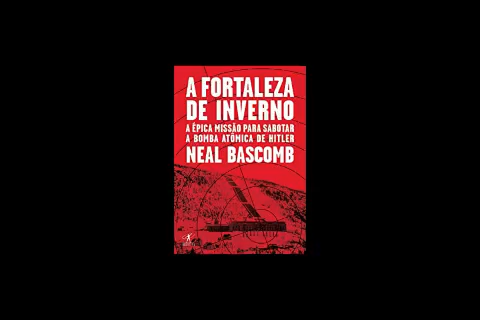 A FORTALEZA
DE INVERNO
A ÉPICA MISSÃO PARA SABOTAR
A BOMBA ATÔMICA DE HITLER
NEAL BASCOMB